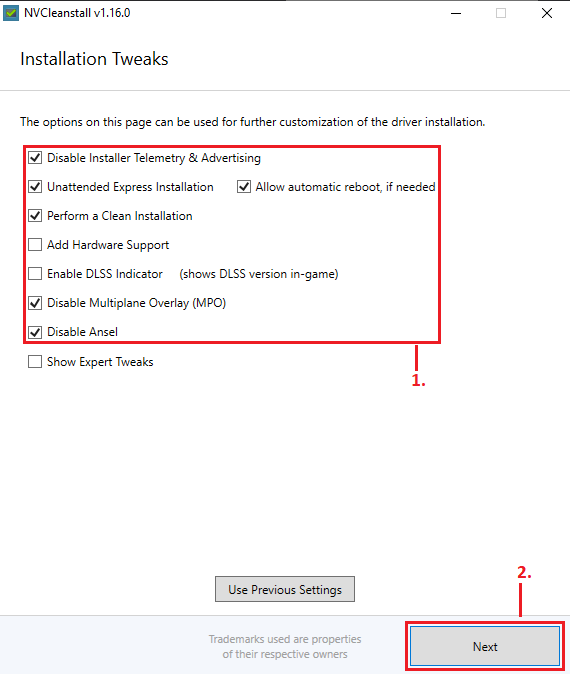 NVCleanstall v1.16.0
Installation Tweaks
The options on this page can be used for further customization of the driver installation.
Disable Installer Telemetry & Advertising
Unattended Express Installation Allow automatic reboot, if needed
Perform a Clean Installation
Add Hardware Support
Enable DLSS Indicator (shows DLSS version in-game)
Disable Multiplane Overlay (MPO)
Disable Ansel
Show Expert Tweaks
1.
Use Previous Settings
2.
Trademarks used are properties
of their respective owners
Next